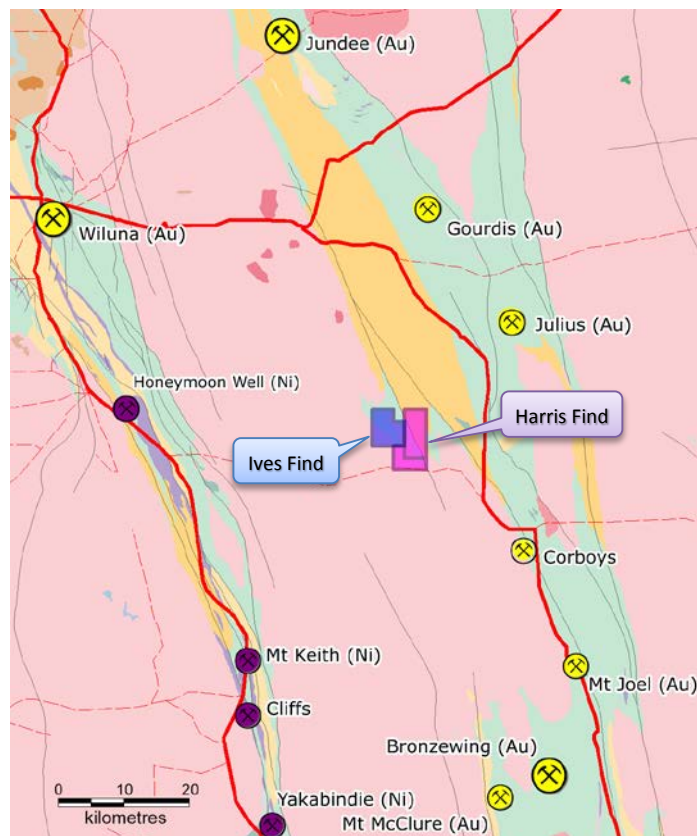 Jundee (Au)
Wiluna (Au)
Gourdis (Au)
Julius (Au)
Honeymoon Well (Ni)
Harris Find
Ives Find
Corboys
Mt Keith (Ni)
Mt Joel (Au)
Cliffs
Bronzewing (Au)
0 10 20
kilometres
Yakabindie (Ni)
Mt McClure (Au)